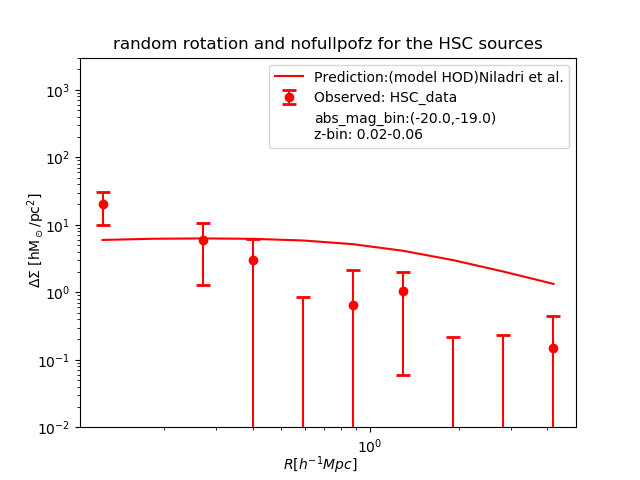 random rotation and nofullpofz for the HSC sources
Prediction:(model HOD)Niladri et al.
Observed: HSC_data
abs_mag_bin:(-20.0,-19.0)
z-bin: 0.02-0.06
ΔΣ [hM⊙/pc²]
10³
10²
10¹
10⁰
10⁻¹
10⁻²
10⁰
R[h⁻¹Mpc]